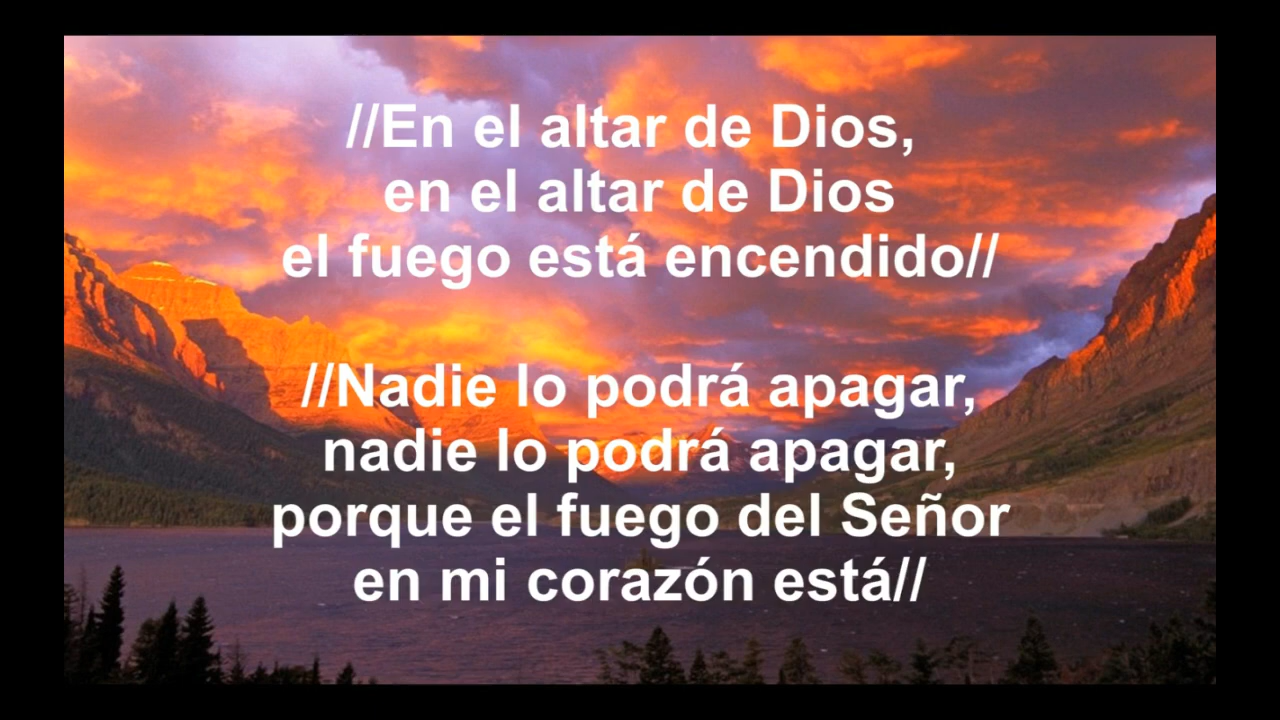 //En el altar de Dios,
en el altar de Dios
el fuego está encendido//
//Nadie lo podrá apagar,
nadie lo podrá apagar,
porque el fuego del Señor
en mi corazón está//